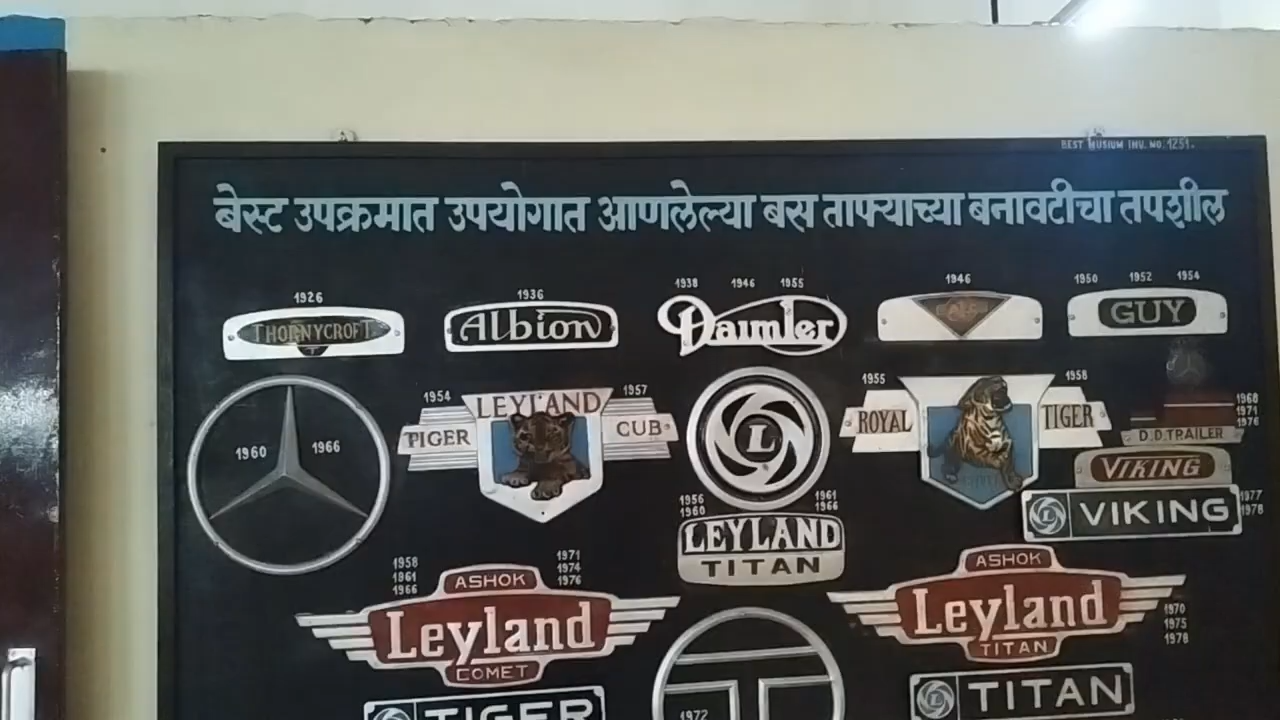 BEST MUSIUM INV. NO. 1251.
बेस्ट उपक्रमात उपयोगात आणलेल्या बस ताफ्याच्या बनावटीचा तपशील
1926
THORNYCROFT
T
1936
Albion
1938 1946 1955
Daimler
1946
1950 1952 1954
GUY
1960 1966
1954 1957
LEYLAND
TIGER CUB
L
1956 1961
1960 1966
LEYLAND
TITAN
1955 1958
ROYAL TIGER
1968
1971
1976
D.D.TRAILER
VIKING
L VIKING
1977
1978
1958
1861
1966
1971
1974
1976
ASHOK
Leyland
COMET
ASHOK
Leyland
TITAN
1970
1975
1978
TIGER
1972
TITAN